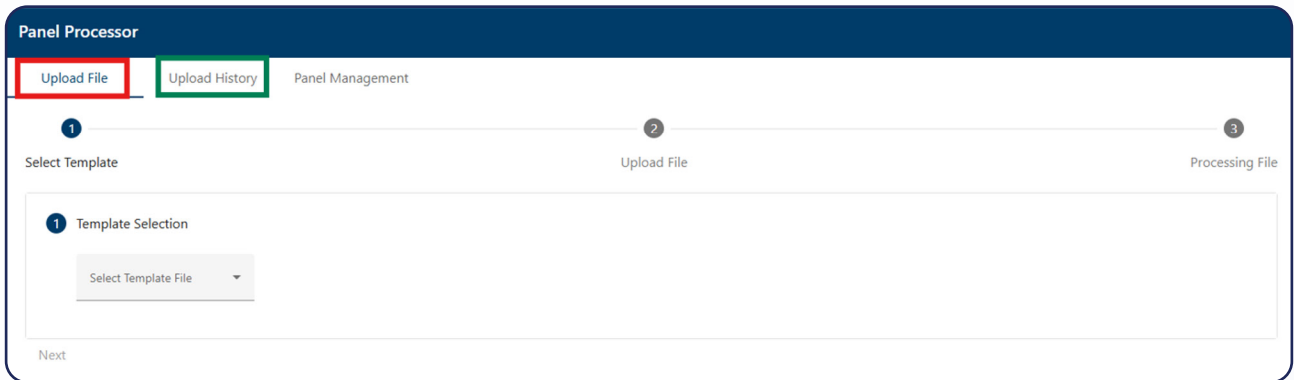 Panel Processor
Upload File Upload History Panel Management
1 2 3
Select Template Upload File Processing File
1 Template Selection
Select Template File
Next